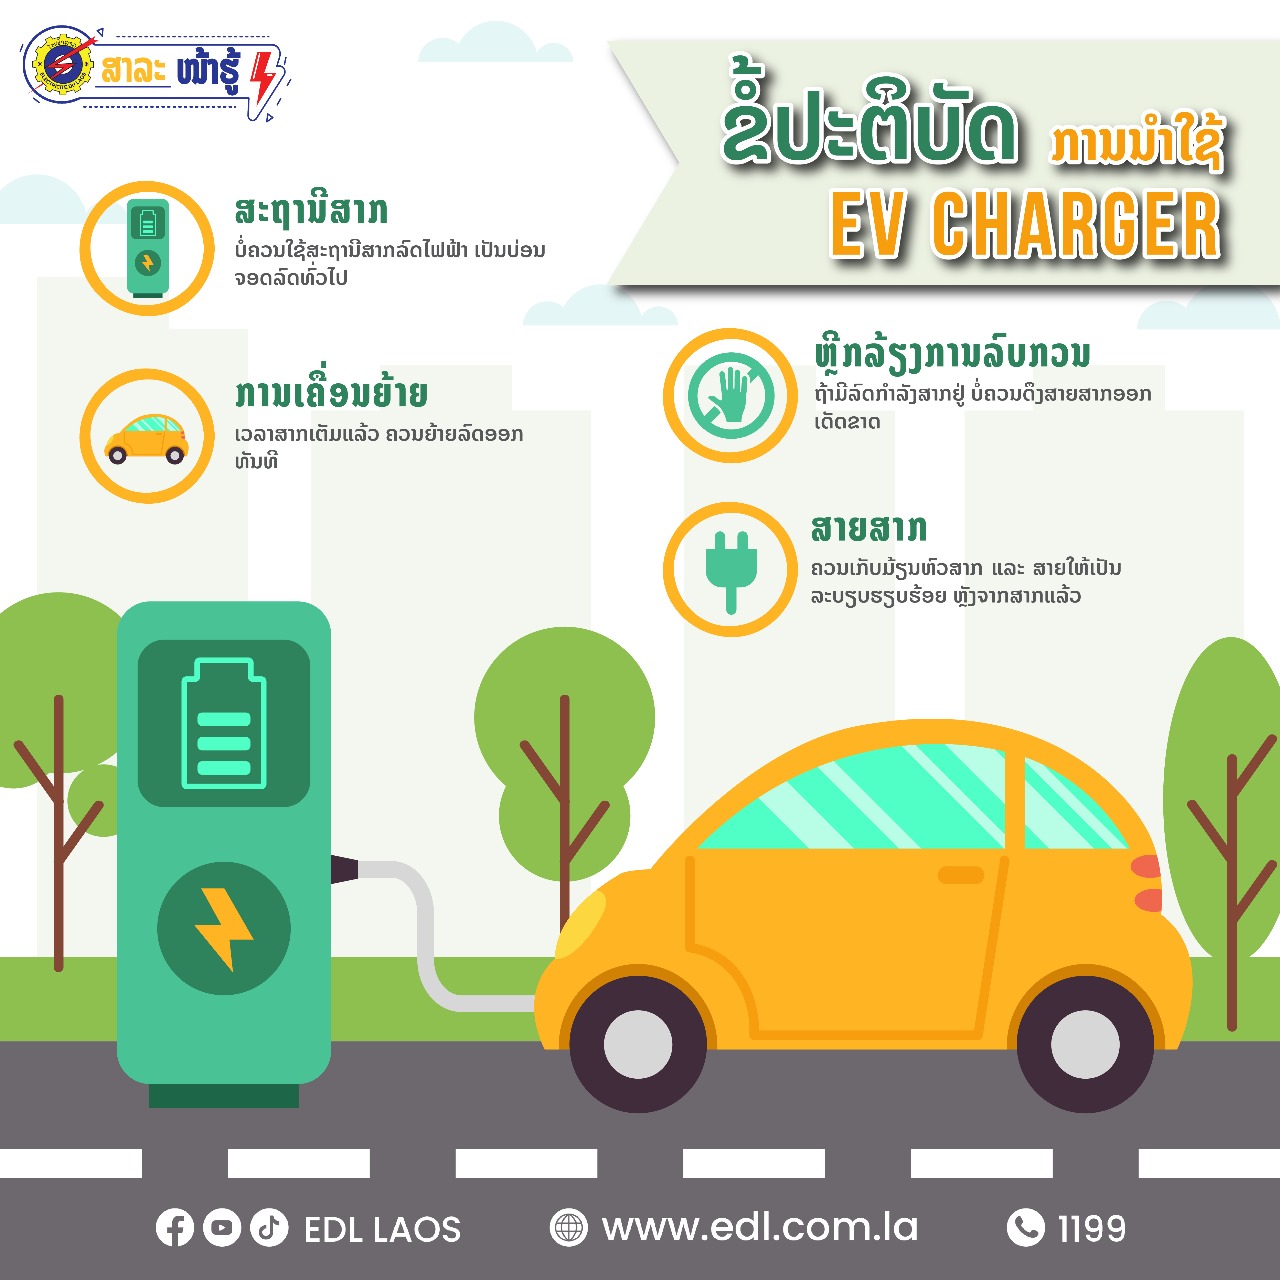 ສາລະ ໜ້າຮູ້
ຂໍ້ປະຕິບັດ ການນຳໃຊ້
EV CHARGER
ສະຖານີສາກ
ບໍ່ຄວນໃຊ້ສະຖານີສາກລົດໄຟຟ້າ ເປັນບ່ອນ
ຈອດລົດທົ່ວໄປ
ການເຄື່ອນຍ້າຍ
ເວລາສາກເຕັມແລ້ວ ຄວນຍ້າຍລົດອອກ
ທັນທີ
ຫຼີກລ້ຽງການລົບກວນ
ຖ້າມີລົດກຳລັງສາກຢູ່ ບໍ່ຄວນດຶງສາຍສາກອອກ
ເດັດຂາດ
ສາຍສາກ
ຄວນເກັບມ້ຽນຫົວສາກ ແລະ ສາຍໃຫ້ເປັນ
ລະບຽບຮຽບຮ້ອຍ ຫຼັງຈາກສາກແລ້ວ
EDL LAOS
www.edl.com.la
1199